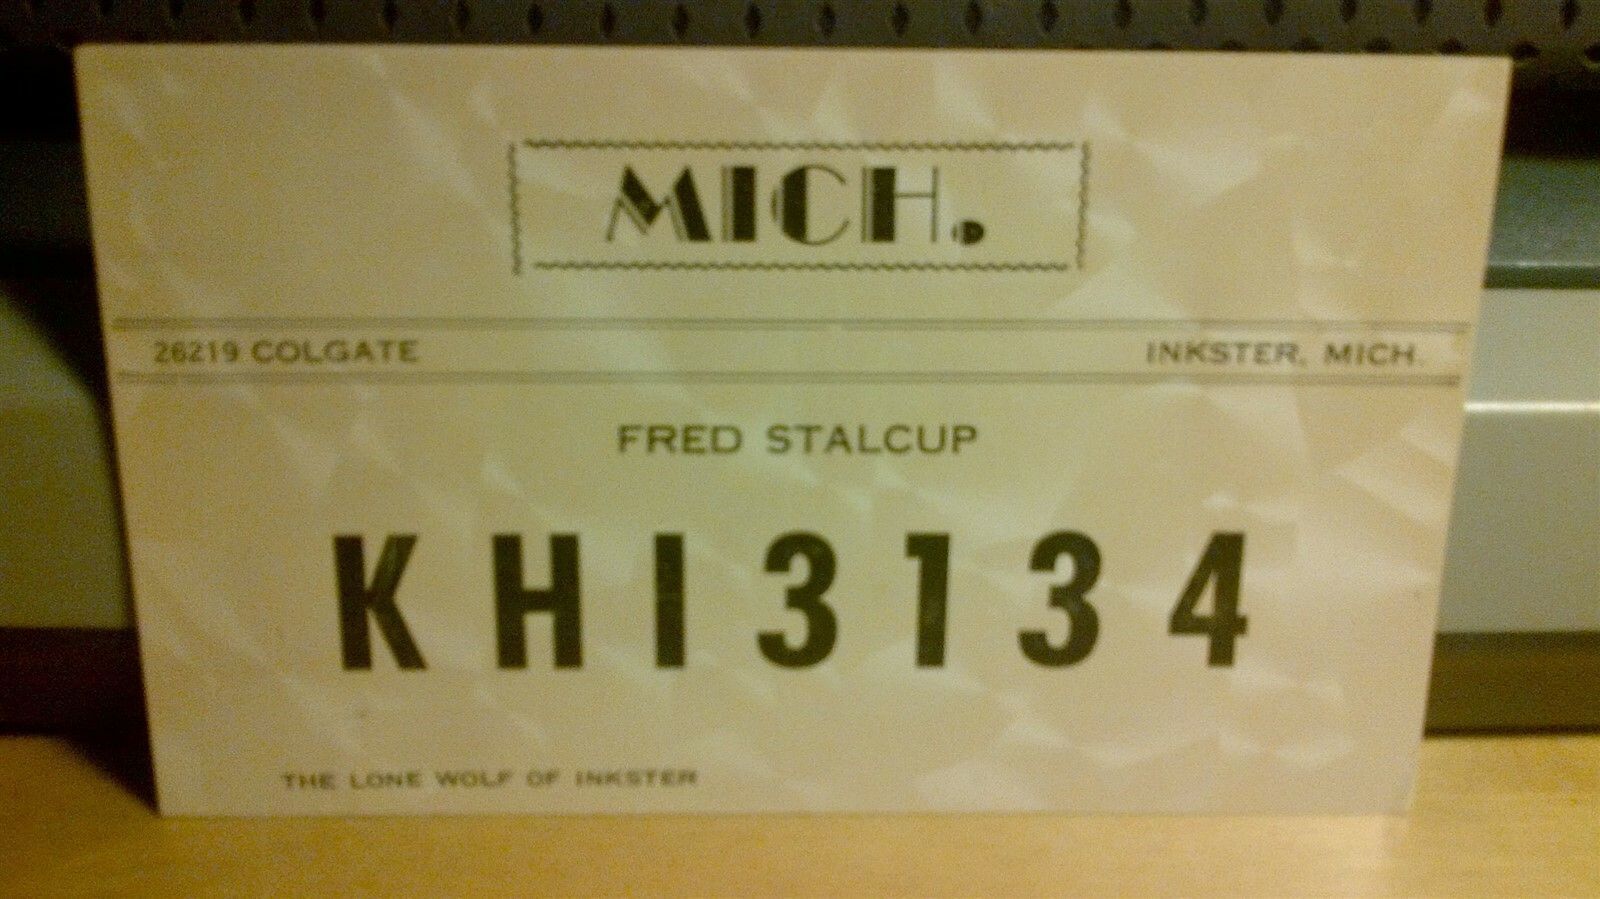 MICH.
26219 COLGATE INKSTER, MICH.
FRED STALCUP
KHI3134
THE LONE WOLF OF INKSTER